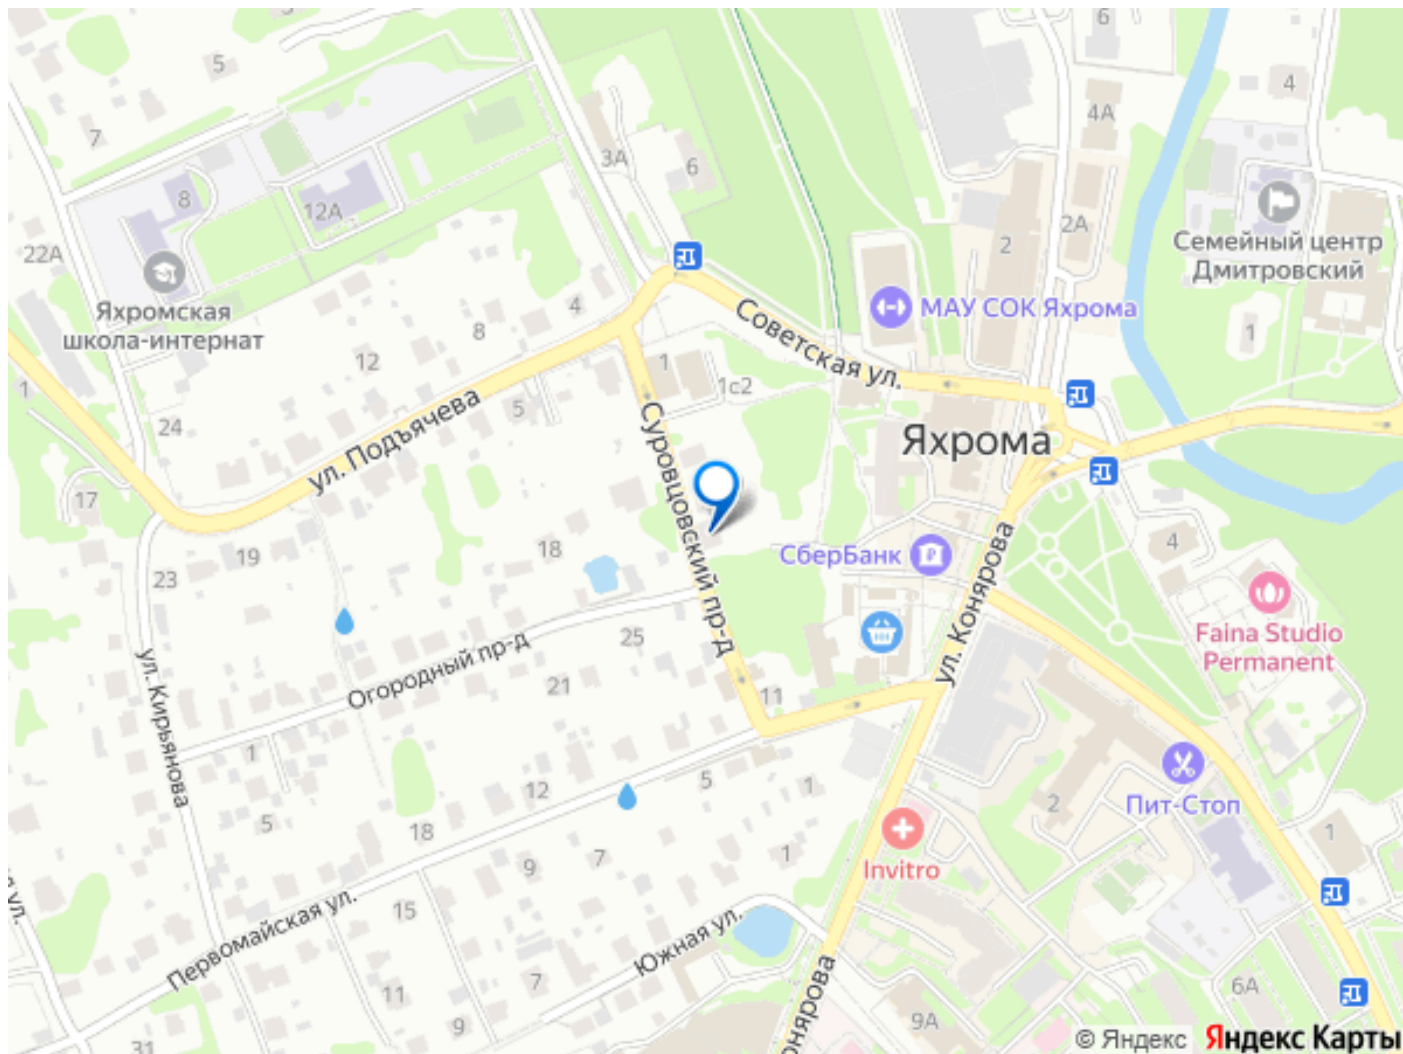 6
5
4
4А
7
3А
6
8
12А
2
2А
22А
Семейный центр
Дмитровский
Яхромская
школа-интернат
4
8
МАУ СОК Яхрома
1
12
Советская ул.
1
1
1с2
5
24
ул. Подъячева
Суровцовский пр-д
Яхрома
17
19
18
СберБанк
4
23
ул. Конярова
Faina Studio
Permanent
25
Огородный пр-д
ул. Кирьянова
21
11
1
5
1
12
Пит-Стоп
2
5
18
7
1
1
9
Invitro
15
Первомайская ул.
Южная ул.
7
11
6А
9
9А
31
онярова
ул.
© Яндекс
Яндекс Карты